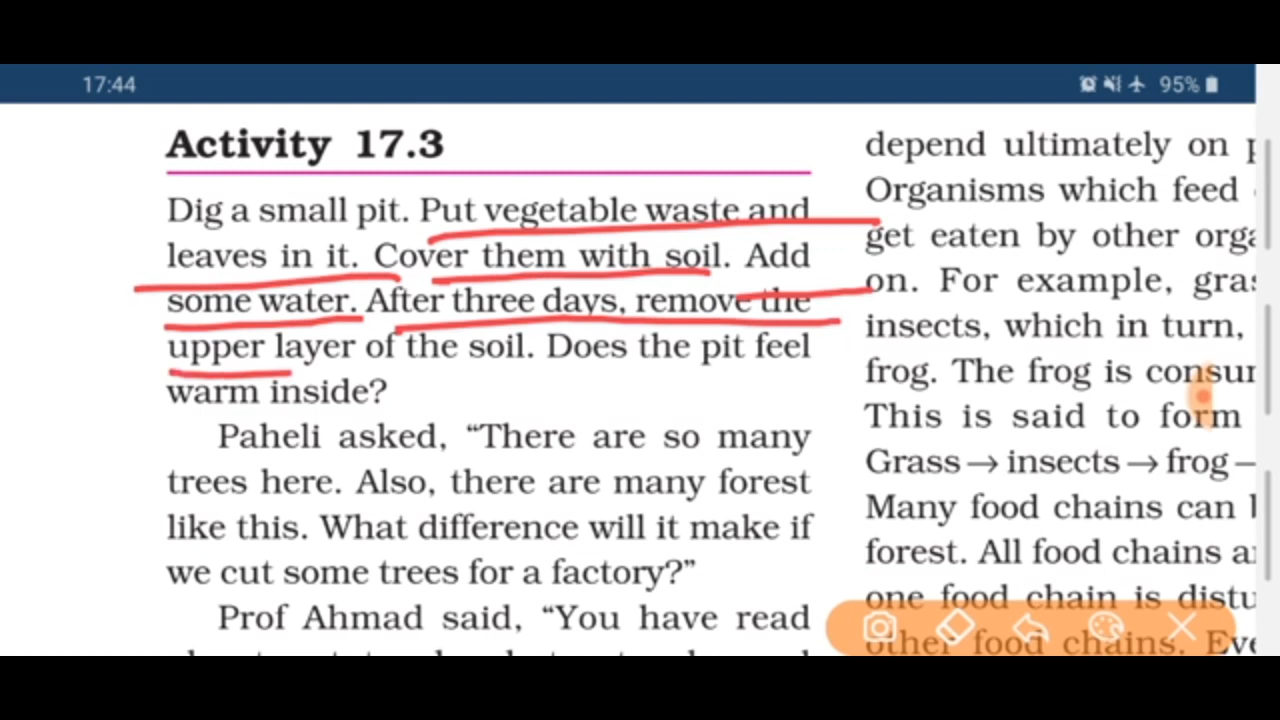 17:44
95%
Activity 17.3
Dig a small pit. Put vegetable waste and
leaves in it. Cover them with soil. Add
some water. After three days, remove the
upper layer of the soil. Does the pit feel
warm inside?
Paheli asked, “There are so many
trees here. Also, there are many forest
like this. What difference will it make if
we cut some trees for a factory?”
Prof Ahmad said, “You have read
depend ultimately on
Organisms which feed
get eaten by other
on. For example,
insects, which in turn,
frog. The frog is
This is said to form
Grass → insects → frog –
Many food chains can
forest. All food chains
one food chain is
other food chains.